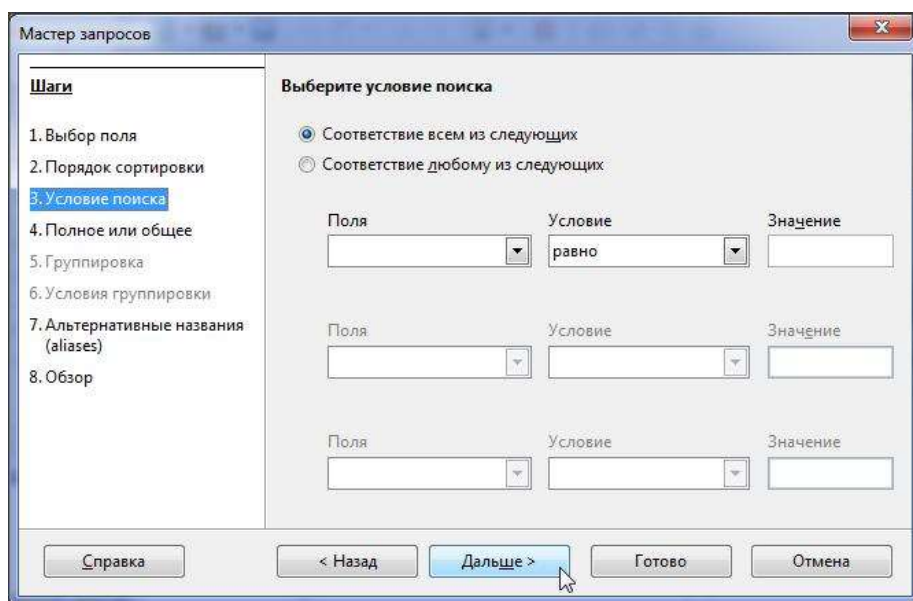 Мастер запросов
Шаги
1. Выбор поля
2. Порядок сортировки
3. Условие поиска
4. Полное или общее
5. Группировка
6. Условия группировки
7. Альтернативные названия
(aliases)
8. Обзор
Выберите условие поиска
Соответствие всем из следующих
Соответствие любому из следующих
Поля Условие Значение
равно
Поля Условие Значение
Поля Условие Значение
Справка < Назад Дальше > Готово Отмена